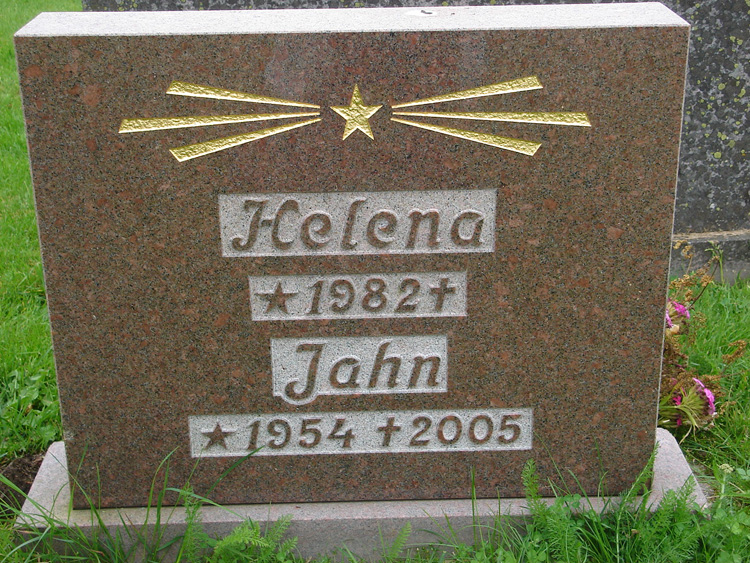 Helena
★1982✝
Jahn
★1954 ✝2005